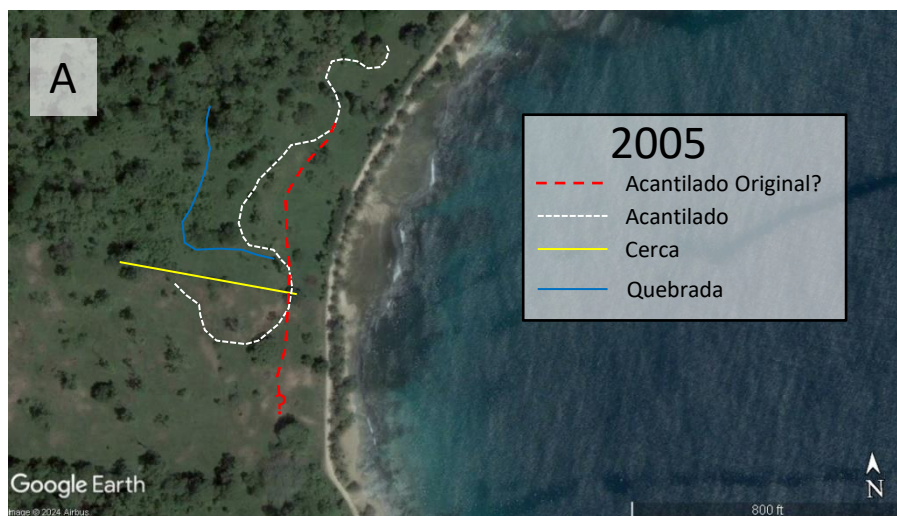 A
2005
Acantilado Original?
Acantilado
Cerca
Quebrada
Google Earth
Image © 2024 Airbus
800 ft
N